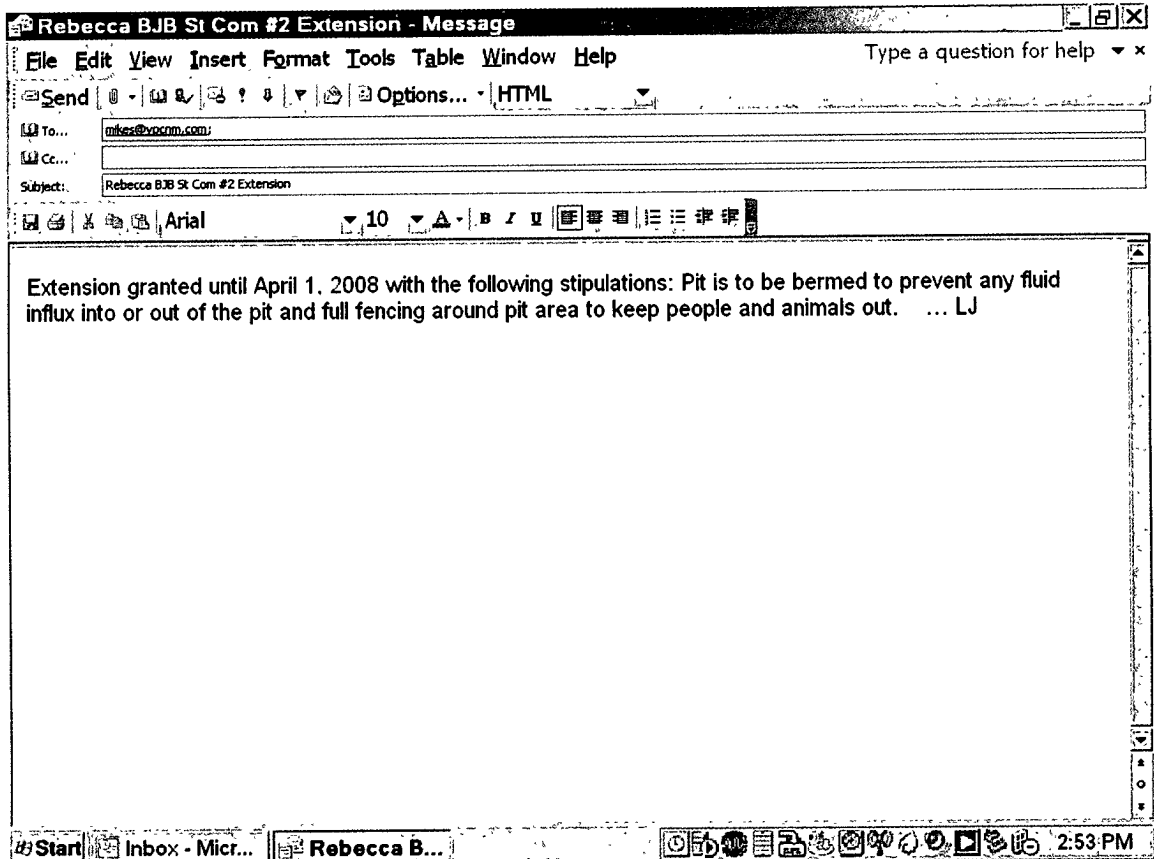 Rebecca BJB St Com #2 Extension - Message
File Edit View Insert Format Tools Table Window Help Type a question for help
Send Options... HTML
To... mikes@vpcnm.com;
Cc...
Subject: Rebecca BJB St Com #2 Extension
Arial 10 A B I U
Extension granted until April 1, 2008 with the following stipulations: Pit is to be bermed to prevent any fluid
influx into or out of the pit and full fencing around pit area to keep people and animals out. ... LJ
Start Inbox - Micr... Rebecca B... 2:53 PM